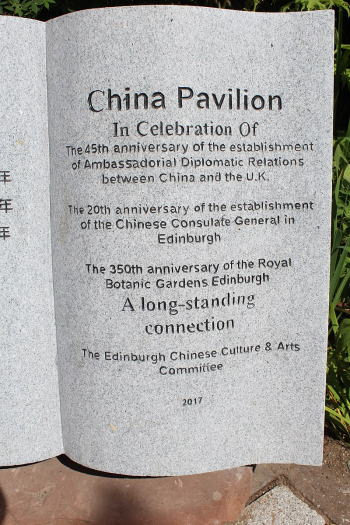 年
年
年
China Pavilion
In Celebration Of
The 45th anniversary of the establishment
of Ambassadorial Diplomatic Relations
between China and the U.K.
The 20th anniversary of the establishment
of the Chinese Consulate General in
Edinburgh
The 350th anniversary of the Royal
Botanic Gardens Edinburgh
A long-standing
connection
The Edinburgh Chinese Culture & Arts
Committee
2017